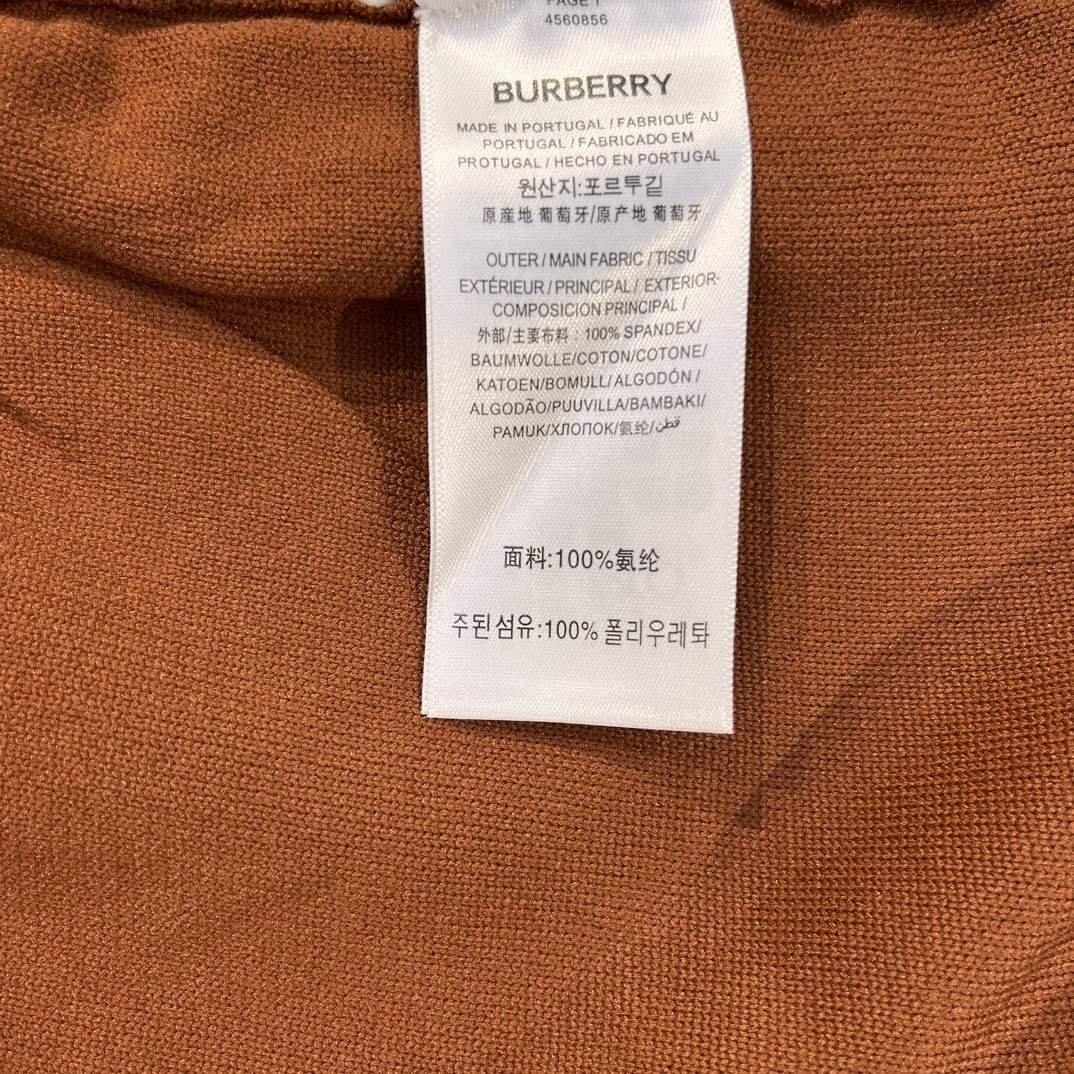 PAGE 1
4560856
BURBERRY
MADE IN PORTUGAL / FABRIQUÉ AU
PORTUGAL / FABRICADO EM
PROTUGAL / HECHO EN PORTUGAL
원산지:포르투긑
原産地 葡萄牙/原产地 葡萄牙
OUTER / MAIN FABRIC / TISSU
EXTÉRIEUR / PRINCIPAL / EXTERIOR-
COMPOSICIÓN PRINCIPAL /
外部/主要布料 : 100% SPANDEX/
BAUMWOLLE/COTON/COTONE/
KATOEN/BOMULL/ALGODÓN /
ALGODÃO/PUUVILLA/BAMBAKI/
PAMUK/ХЛОПОК/氨纶/قطن
面料:100%氨纶
주된 섬유:100% 폴리우레 돠